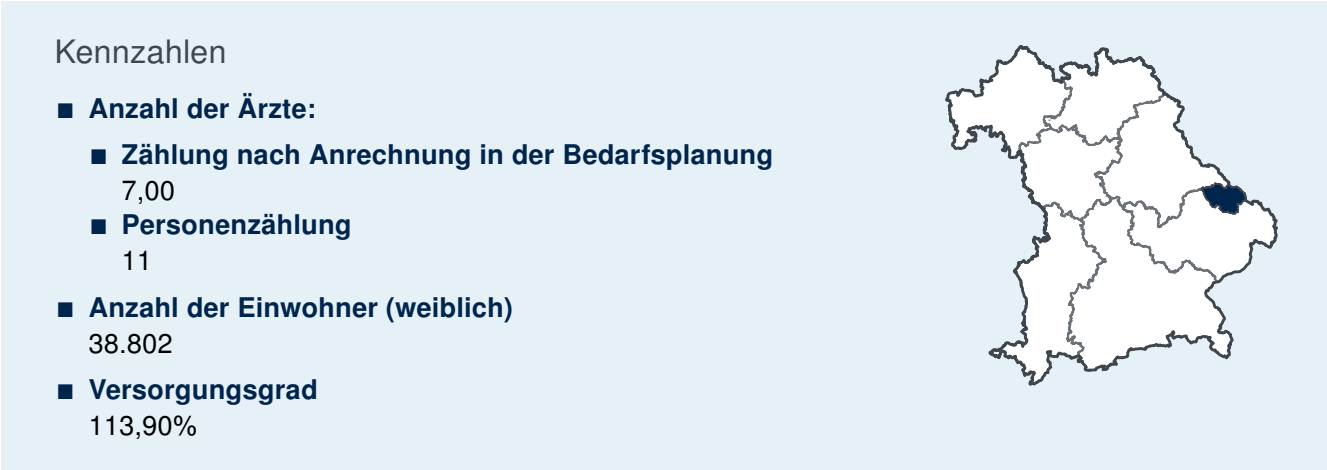 Kennzahlen
■ Anzahl der Ärzte:
■ Zählung nach Anrechnung in der Bedarfsplanung
7,00
■ Personenzählung
11
■ Anzahl der Einwohner (weiblich)
38.802
■ Versorgungsgrad
113,90%